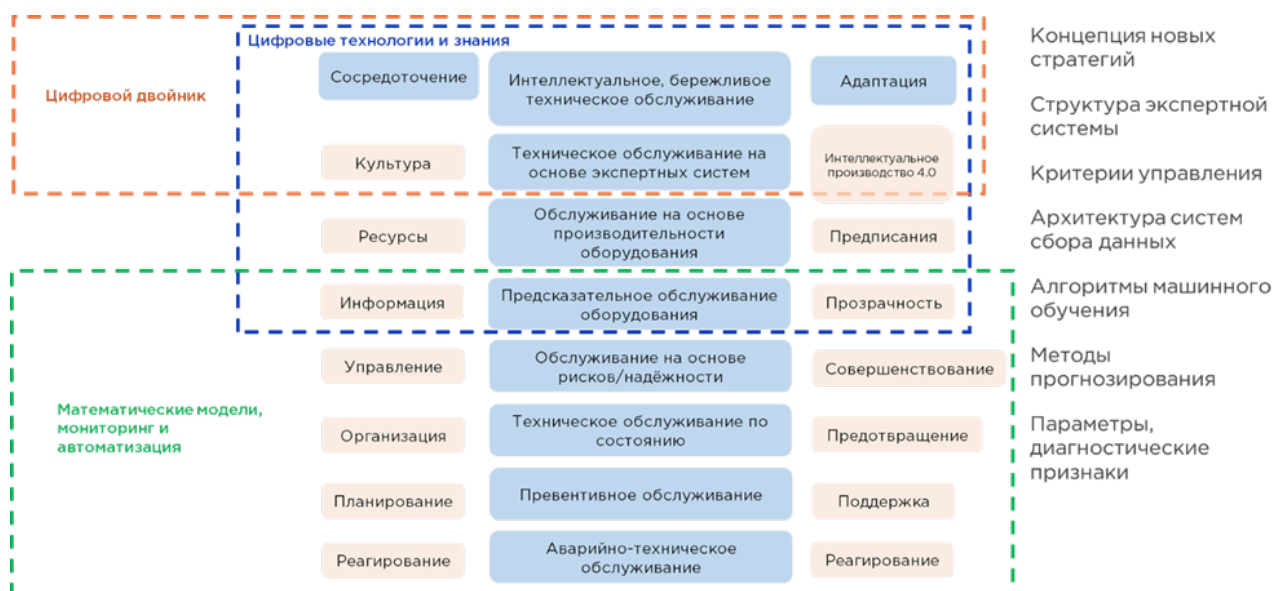 Цифровые технологии и знания
Цифровой двойник
Сосредоточение
Интеллектуальное, бережливое
техническое обслуживание
Адаптация
Культура
Техническое обслуживание на
основе экспертных систем
Интеллектуальное
производство 4.0
Ресурсы
Обслуживание на основе
производительности
оборудования
Предписания
Информация
Предсказательное обслуживание
оборудования
Прозрачность
Управление
Обслуживание на основе
рисков/надёжности
Совершенствование
Математические модели,
мониторинг и
автоматизация
Организация
Техническое обслуживание по
состоянию
Предотвращение
Планирование
Превентивное обслуживание
Поддержка
Реагирование
Аварийно-техническое
обслуживание
Реагирование
Концепция новых
стратегий
Структура экспертной
системы
Критерии управления
Архитектура систем
сбора данных
Алгоритмы машинного
обучения
Методы
прогнозирования
Параметры,
диагностические
признаки